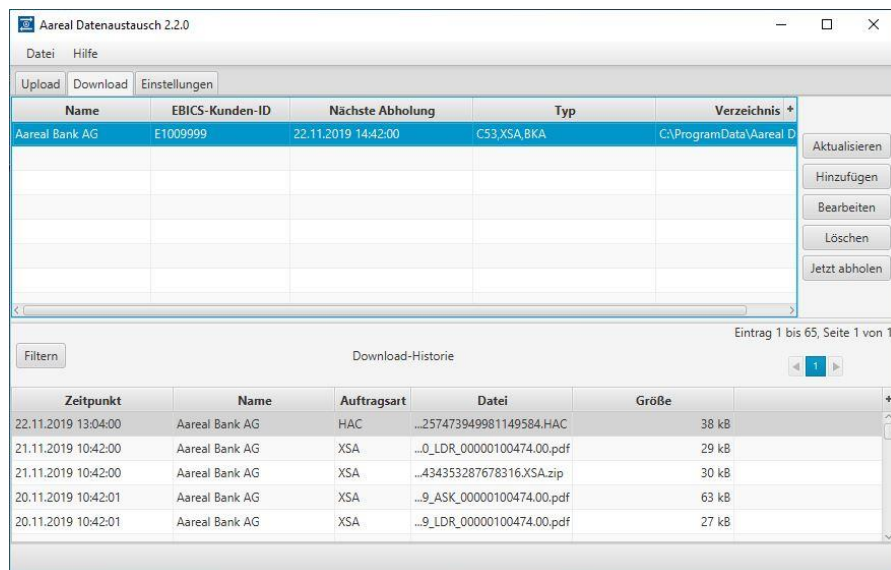 Aareal Datenaustausch 2.2.0
Datei Hilfe
Upload Download Einstellungen
Name EBICS-Kunden-ID Nächste Abholung Typ Verzeichnis +
Aareal Bank AG E1009999 22.11.2019 14:42:00 C53,XSA,BKA C:\ProgramData\Aareal D
Aktualisieren
Hinzufügen
Bearbeiten
Löschen
Jetzt abholen
Eintrag 1 bis 65, Seite 1 von 1
Filtern Download-Historie 1
Zeitpunkt Name Auftragsart Datei Größe +
22.11.2019 13:04:00 Aareal Bank AG HAC ...257473949981149584.HAC 38 kB
21.11.2019 10:42:00 Aareal Bank AG XSA ...0_LDR_00000100474.00.pdf 29 kB
21.11.2019 10:42:00 Aareal Bank AG XSA ...434353287678316.XSA.zip 30 kB
20.11.2019 10:42:01 Aareal Bank AG XSA ...9_ASK_00000100474.00.pdf 63 kB
20.11.2019 10:42:01 Aareal Bank AG XSA ...9_LDR_00000100474.00.pdf 27 kB